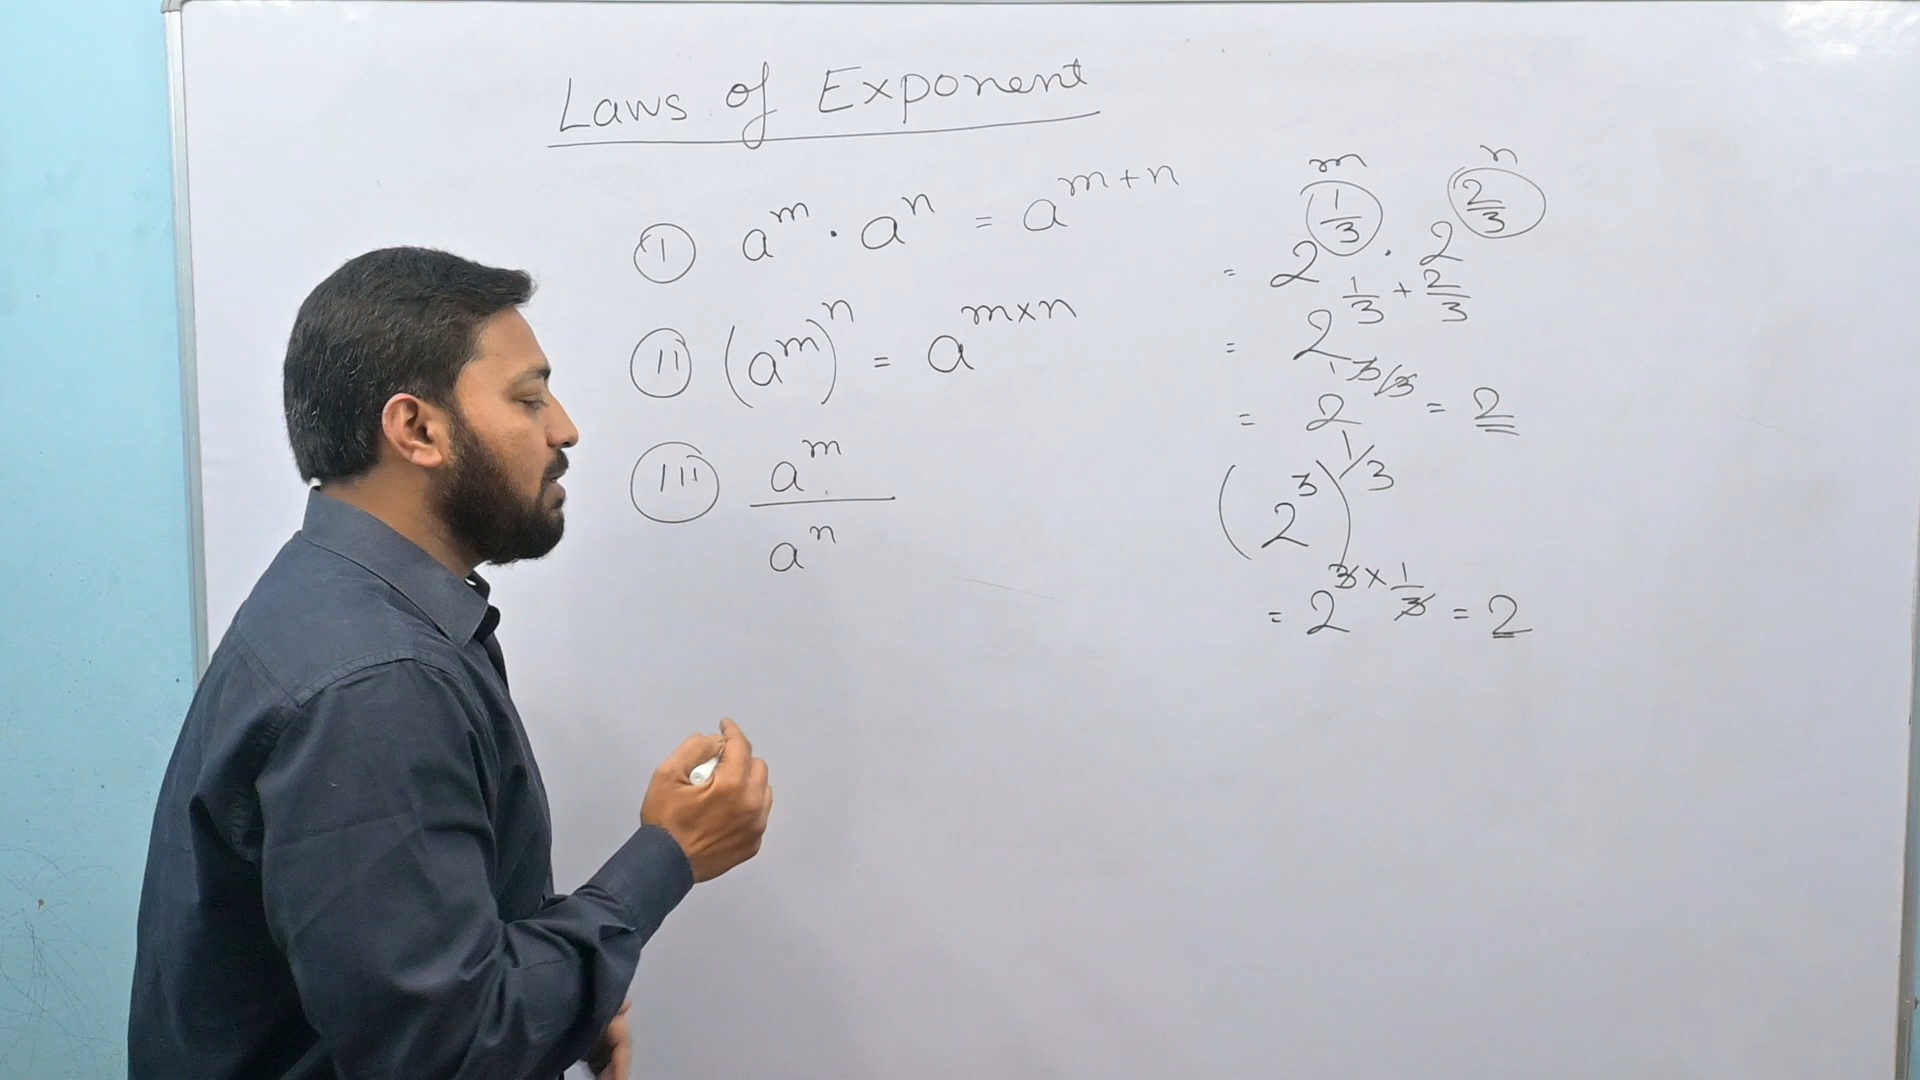 Laws of Exponent
(i) a^m · a^n = a^(m+n)
(ii) (a^m)^n = a^(m×n)
(iii) a^m / a^n
m n
= 2^(1/3) · 2^(2/3)
= 2^(1/3 + 2/3)
= 2^(3/3) 1 = 2
(2^3)^(1/3)
= 2^(3 × 1/3) = 2